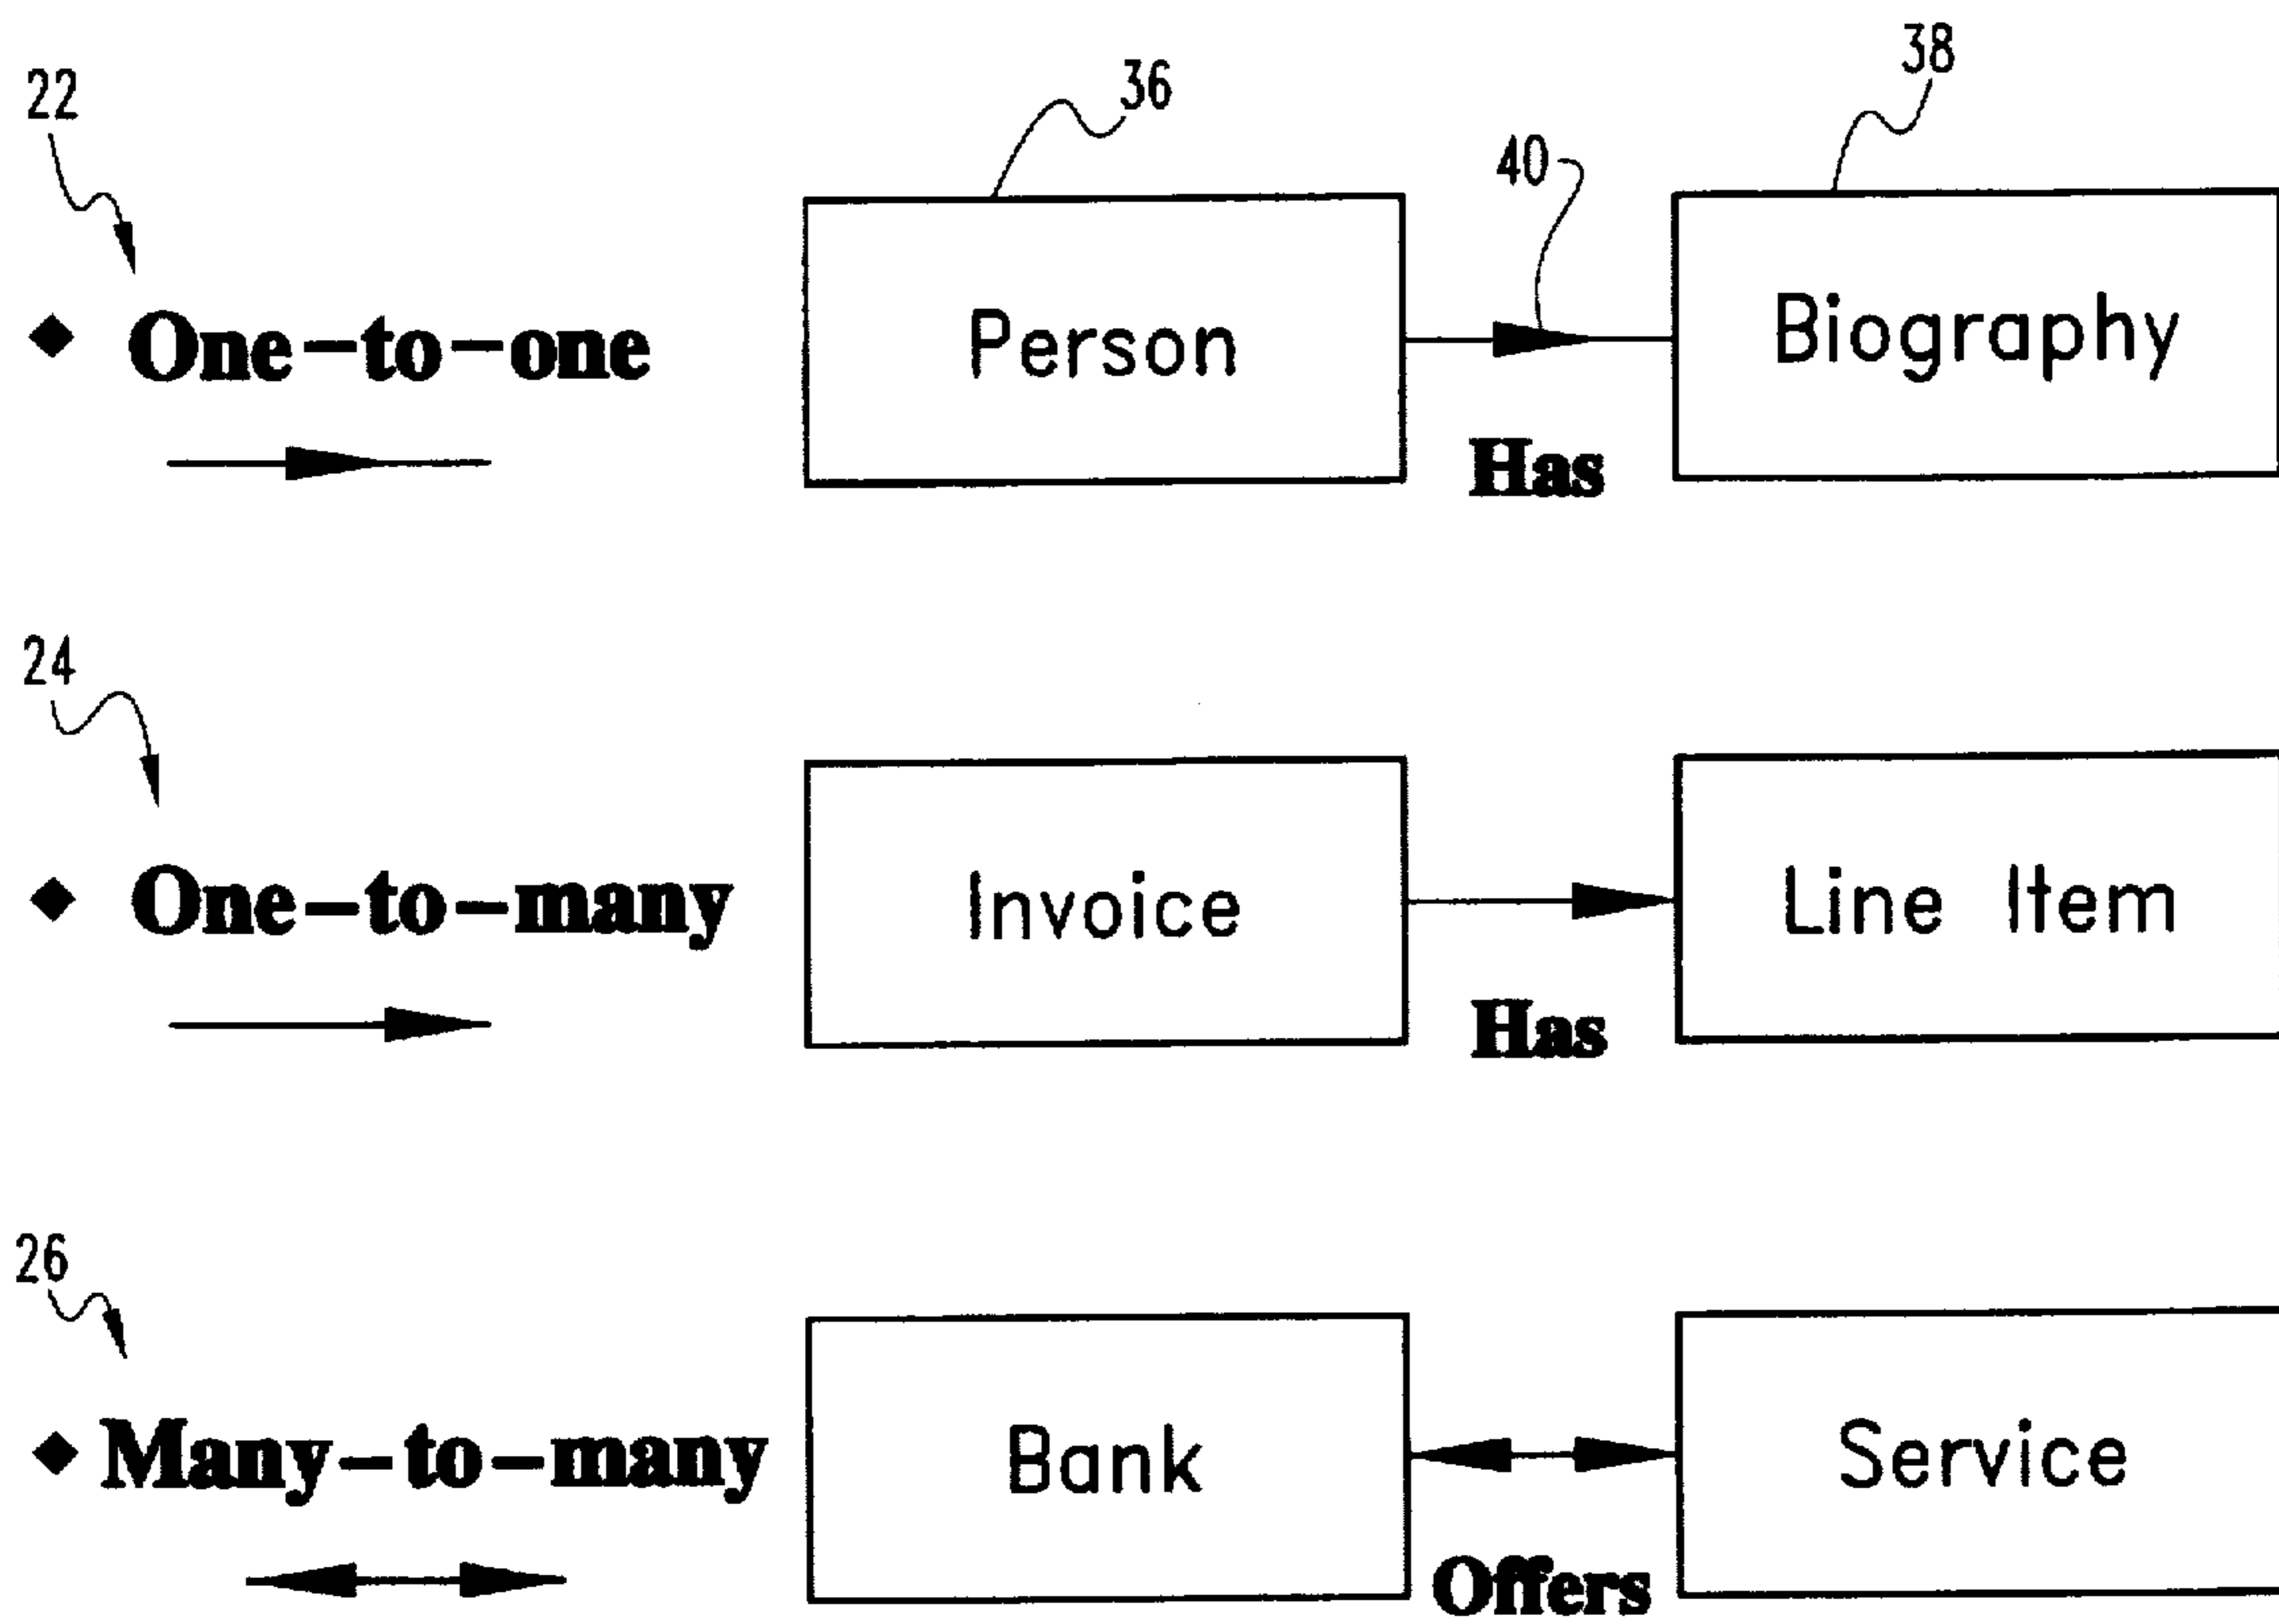 22
36
38
40
◆ One-to-one
Person
Has
Biography
24
◆ One-to-many
Invoice
Has
Line Item
26
◆ Many-to-many
Bank
Offers
Service